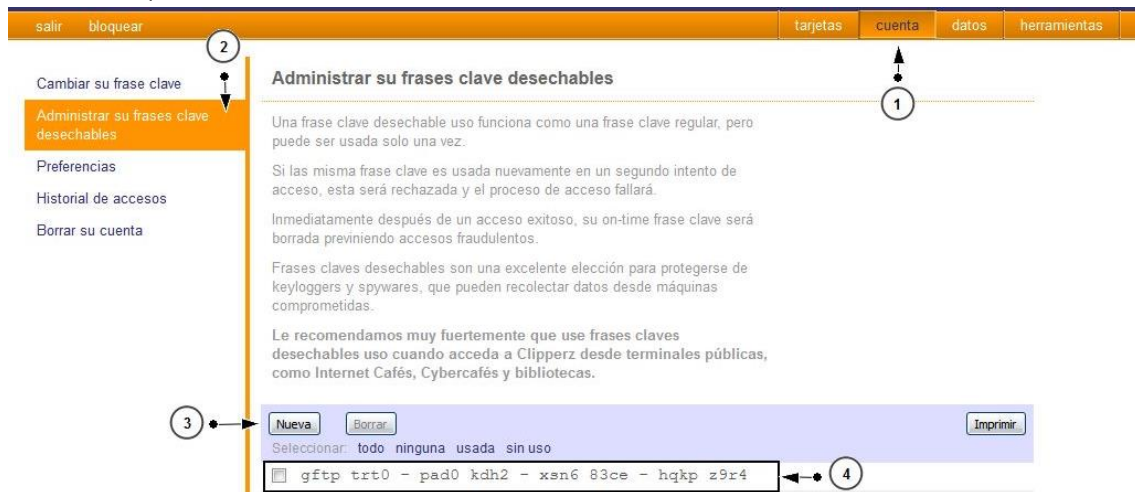 salir bloquear tarjetas cuenta datos herramientas
2
1
Cambiar su frase clave
Administrar su frases clave
desechables
Preferencias
Historial de accesos
Borrar su cuenta
Administrar su frases clave desechables
Una frase clave desechable uso funciona como una frase clave regular, pero
puede ser usada solo una vez.
Si las misma frase clave es usada nuevamente en un segundo intento de
acceso, esta será rechazada y el proceso de acceso fallará.
Inmediatamente después de un acceso exitoso, su on-time frase clave será
borrada previniendo accesos fraudulentos.
Frases claves desechables son una excelente elección para protegerse de
keyloggers y spywares, que pueden recolectar datos desde máquinas
comprometidas.
Le recomendamos muy fuertemente que use frases claves
desechables uso cuando acceda a Clipperz desde terminales públicas,
como Internet Cafés, Cybercafés y bibliotecas.
3
Nueva Borrar Imprimir
Seleccionar: todo ninguna usada sin uso
gftp trt0 - pad0 kdh2 - xsn6 83ce - hqkp z9r4
4